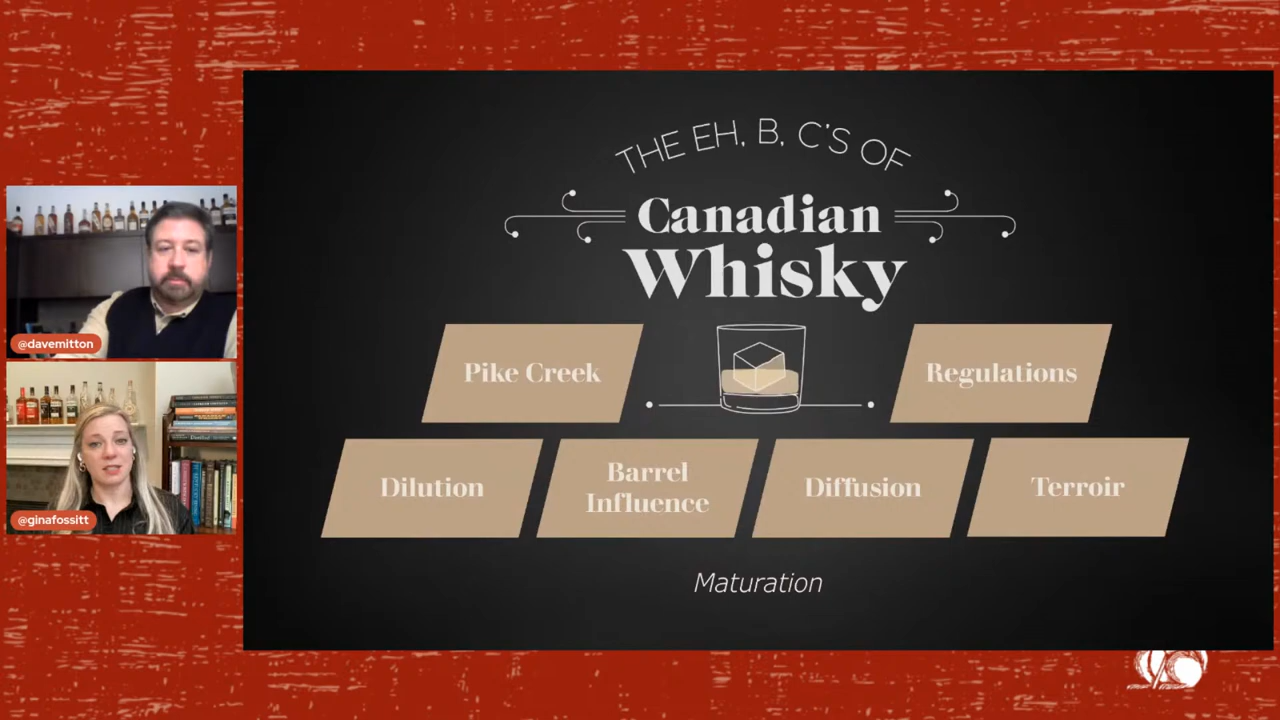 THE EH, B, C'S OF
Canadian
Whisky
Pike Creek
Regulations
Dilution
Barrel
Influence
Diffusion
Terroir
Maturation
@davemitton
@ginafossitt